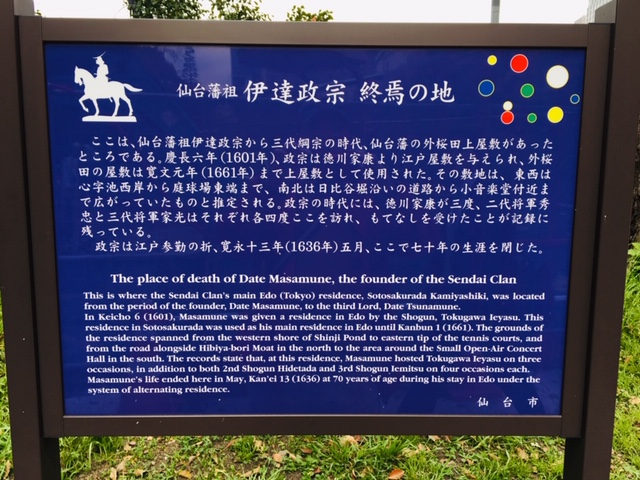 仙台藩祖 伊達政宗 終焉の地
ここは、仙台藩祖伊達政宗から三代綱宗の時代、仙台藩の外桜田上屋敷があった
ところである。慶長六年(1601年)、政宗は徳川家康より江戸屋敷を与えられ、外桜
田の屋敷は寛文元年(1661年)まで上屋敷として使用された。その敷地は、東西は
心字池西岸から庭球場東端まで、南北は日比谷堀沿いの道路から小音楽堂付近ま
で広がっていたものと推定される。政宗の時代には、徳川家康が三度、二代将軍秀
忠と三代将軍家光はそれぞれ各四度ここを訪れ、もてなしを受けたことが記録に
残っている。
政宗は江戸参勤の折、寛永十三年(1636年)五月、ここで七十年の生涯を閉じた。
The place of death of Date Masamune, the founder of the Sendai Clan
This is where the Sendai Clan's main Edo (Tokyo) residence, Sotosakurada Kamiyashiki, was located
from the period of the founder, Date Masamune, to the third Lord, Date Tsunamune.
In Keicho 6 (1601), Masamune was given a residence in Edo by the Shogun, Tokugawa Ieyasu. This
residence in Sotosakurada was used as his main residence in Edo until Kanbun 1 (1661). The grounds of
the residence spanned from the western shore of Shinji Pond to eastern tip of the tennis courts, and
from the road alongside Hibiya-bori Moat in the north to the area around the Small Open-Air Concert
Hall in the south. The records state that, at this residence, Masamune hosted Tokugawa Ieyasu on three
occasions, in addition to both 2nd Shogun Hidetada and 3rd Shogun Iemitsu on four occasions each.
Masamune's life ended here in May, Kan'ei 13 (1636) at 70 years of age during his stay in Edo under the
system of alternating residence.
仙台市